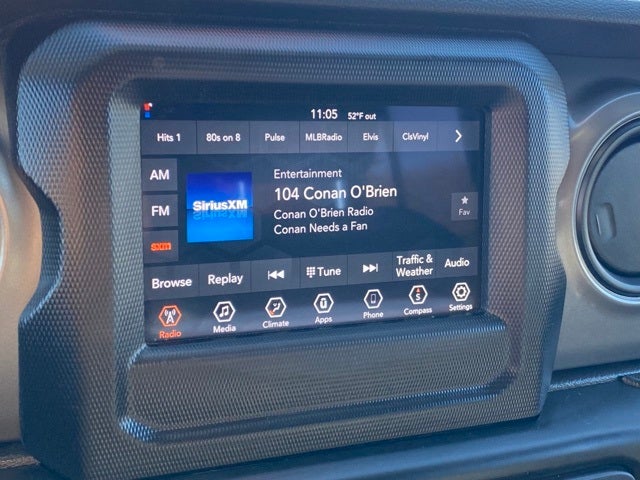 11:05 52°F out
Hits 1 80s on 8 Pulse MLBRadio Elvis ClsVinyl
AM
FM
sxm
SiriusXM
Entertainment
104 Conan O'Brien
Conan O'Brien Radio
Conan Needs a Fan
Fav
Browse Replay Tune Traffic & Weather Audio
Radio Media Climate Apps Phone Compass Settings